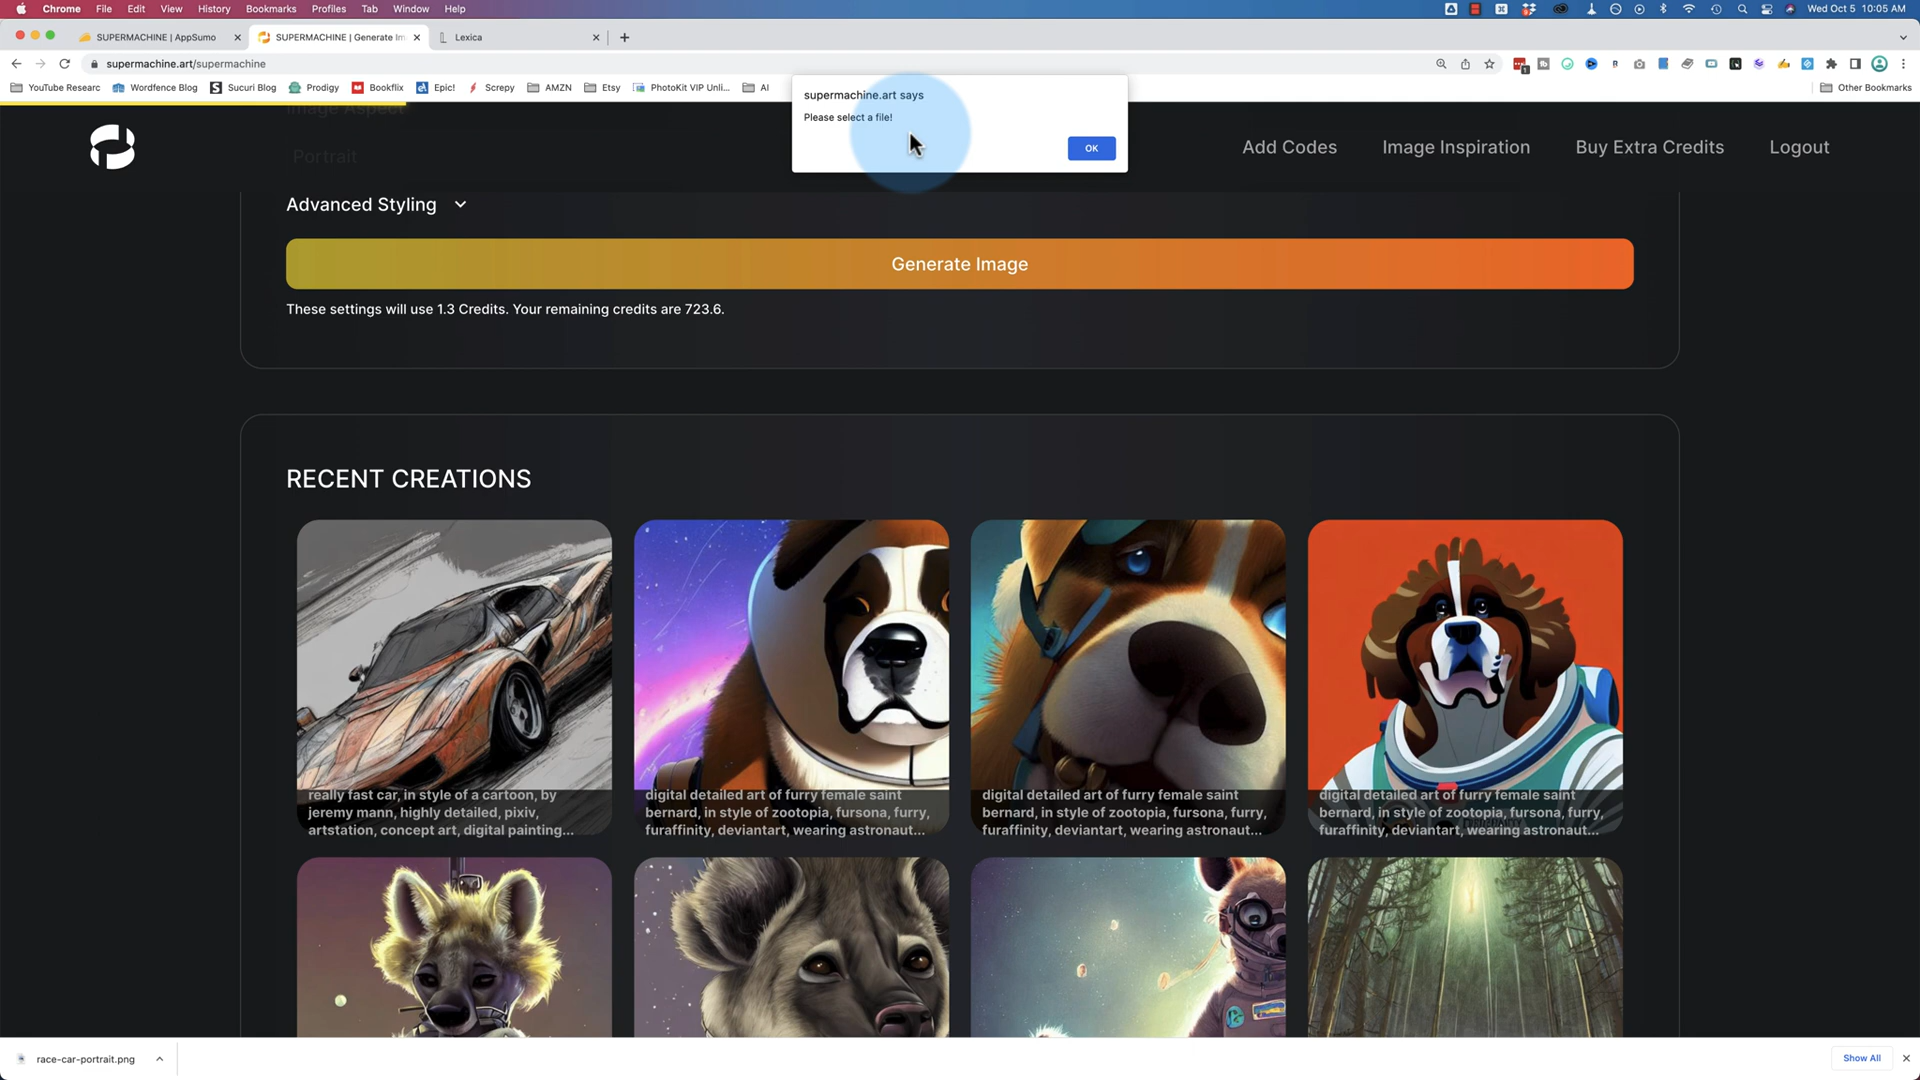 Chrome File Edit View History Bookmarks Profiles Tab Window Help
Wed Oct 5 10:05 AM
SUPERMACHINE | AppSumo
SUPERMACHINE | Generate Im
Lexica
supermachine.art/supermachine
YouTube Researc
Wordfence Blog
Sucuri Blog
Prodigy
Bookflix
Epic!
Screpy
AMZN
Etsy
PhotoKit VIP Unli...
AI
Other Bookmarks
supermachine.art says
Please select a file!
OK
Image Aspect
Portrait
Add Codes
Image Inspiration
Buy Extra Credits
Logout
Advanced Styling
Generate Image
These settings will use 1.3 Credits. Your remaining credits are 723.6.
RECENT CREATIONS
really fast car, in style of a cartoon, by
jeremy mann, highly detailed, pixiv,
artstation, concept art, digital painting...
digital detailed art of furry female saint
bernard, in style of zootopia, fursona, furry,
furaffinity, deviantart, wearing astronaut...
digital detailed art of furry female saint
bernard, in style of zootopia, fursona, furry,
furaffinity, deviantart, wearing astronaut...
digital detailed art of furry female saint
bernard, in style of zootopia, fursona, furry,
furaffinity, deviantart, wearing astronaut...
race-car-portrait.png
Show All